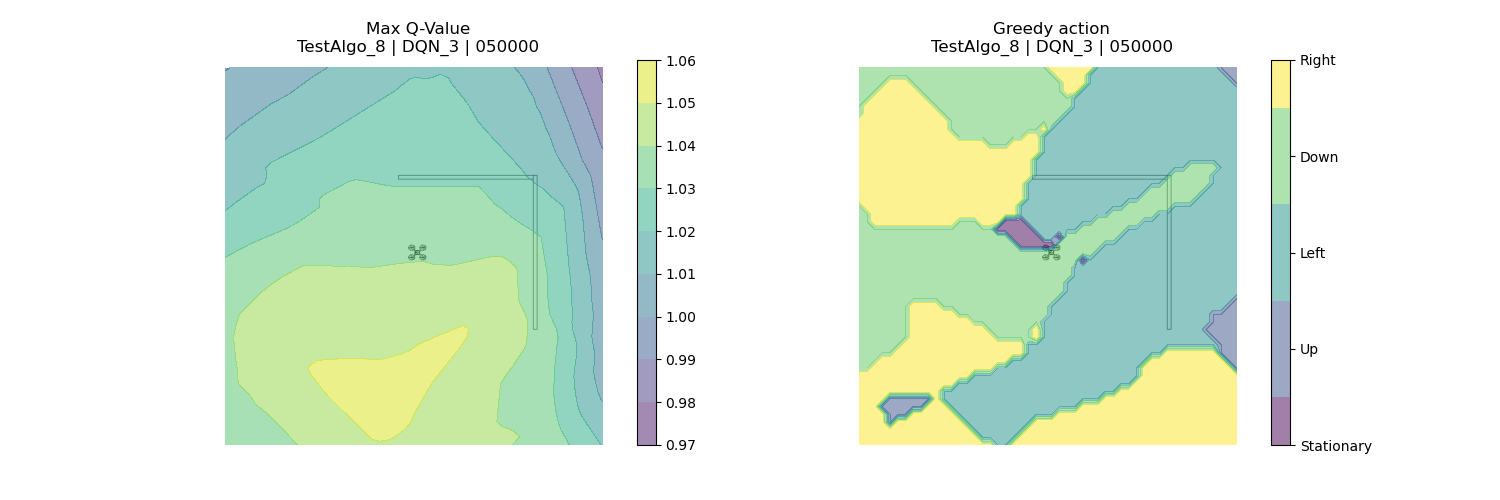 Max Q-Value
TestAlgo_8 | DQN_3 | 050000
1.06
1.05
1.04
1.03
1.02
1.01
1.00
0.99
0.98
0.97
Greedy action
TestAlgo_8 | DQN_3 | 050000
Right
Down
Left
Up
Stationary